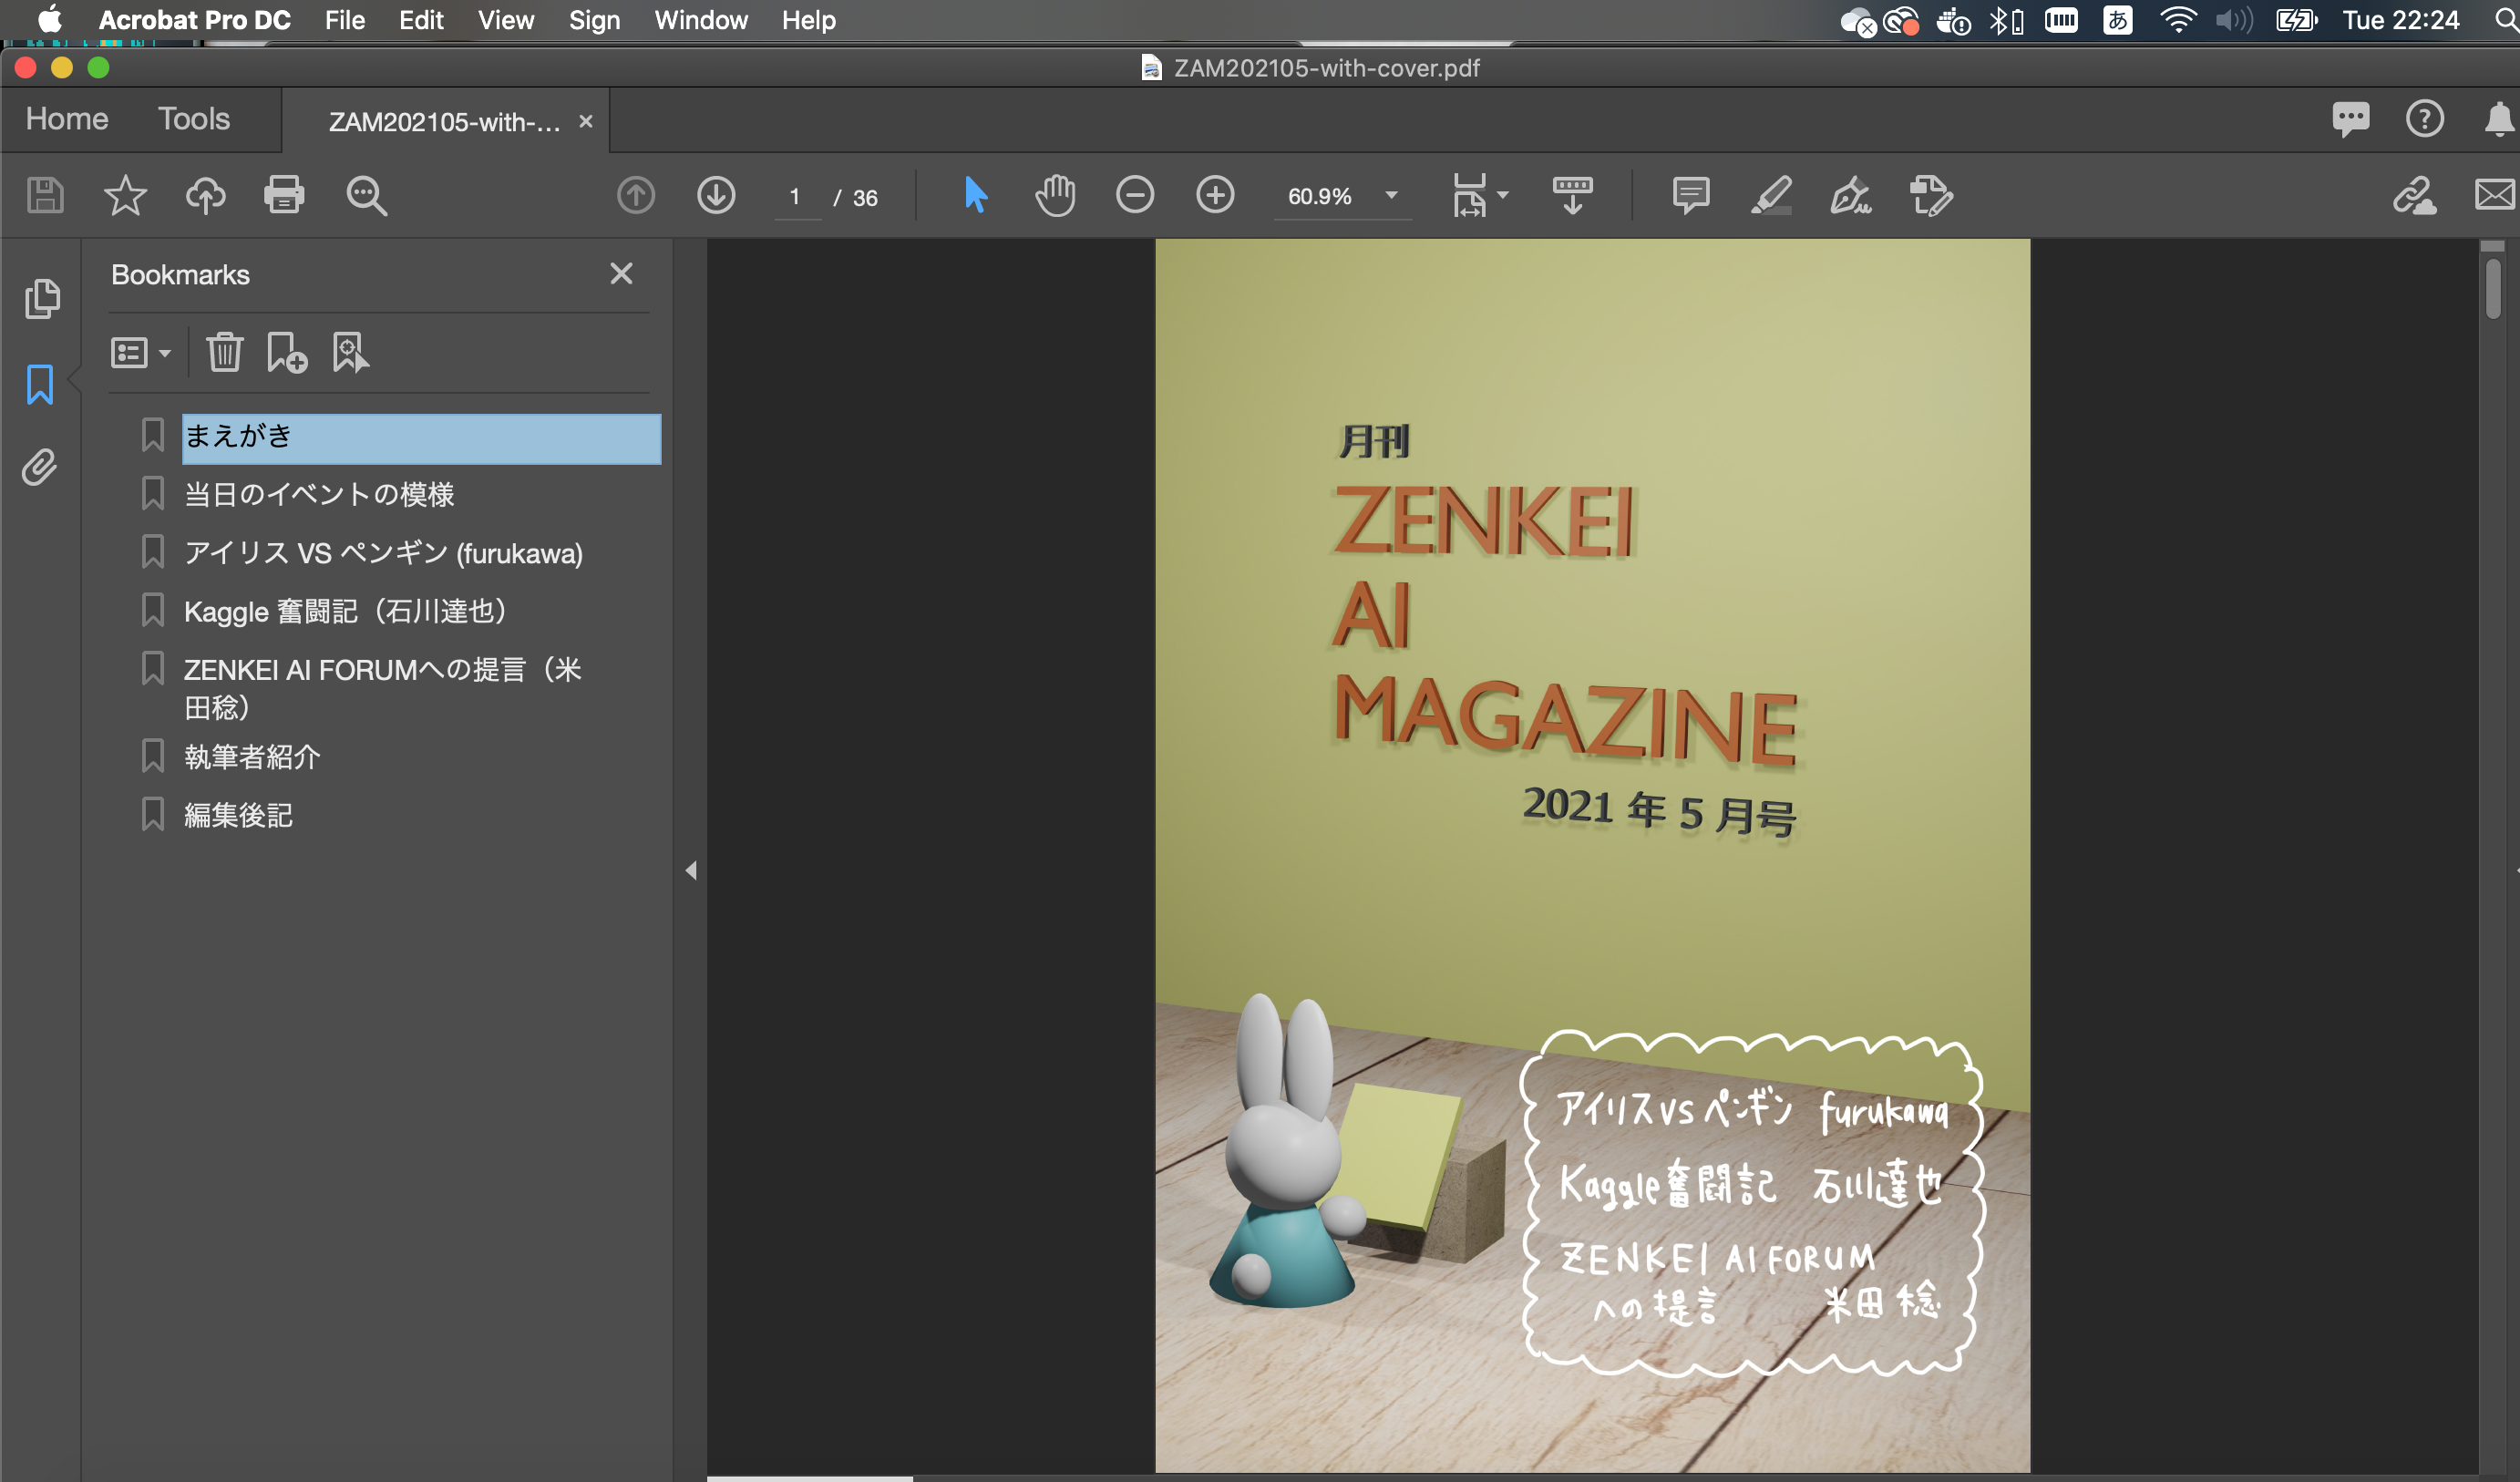 Acrobat Pro DC File Edit View Sign Window Help あ Tue 22:24
ZAM202105-with-cover.pdf
Home Tools ZAM202105-with-... ×
1 / 36 60.9%
Bookmarks
まえがき
当日のイベントの模様
アイリス VS ペンギン (furukawa)
Kaggle 奮闘記（石川達也）
ZENKEI AI FORUMへの提言（米
田稔）
執筆者紹介
編集後記
月刊
ZENKEI
AI
MAGAZINE
2021 年 5 月号
アイリスvsペンギン furukawa
Kaggle奮闘記 石川達也
ZENKEI AI FORUM
への提言 米田稔